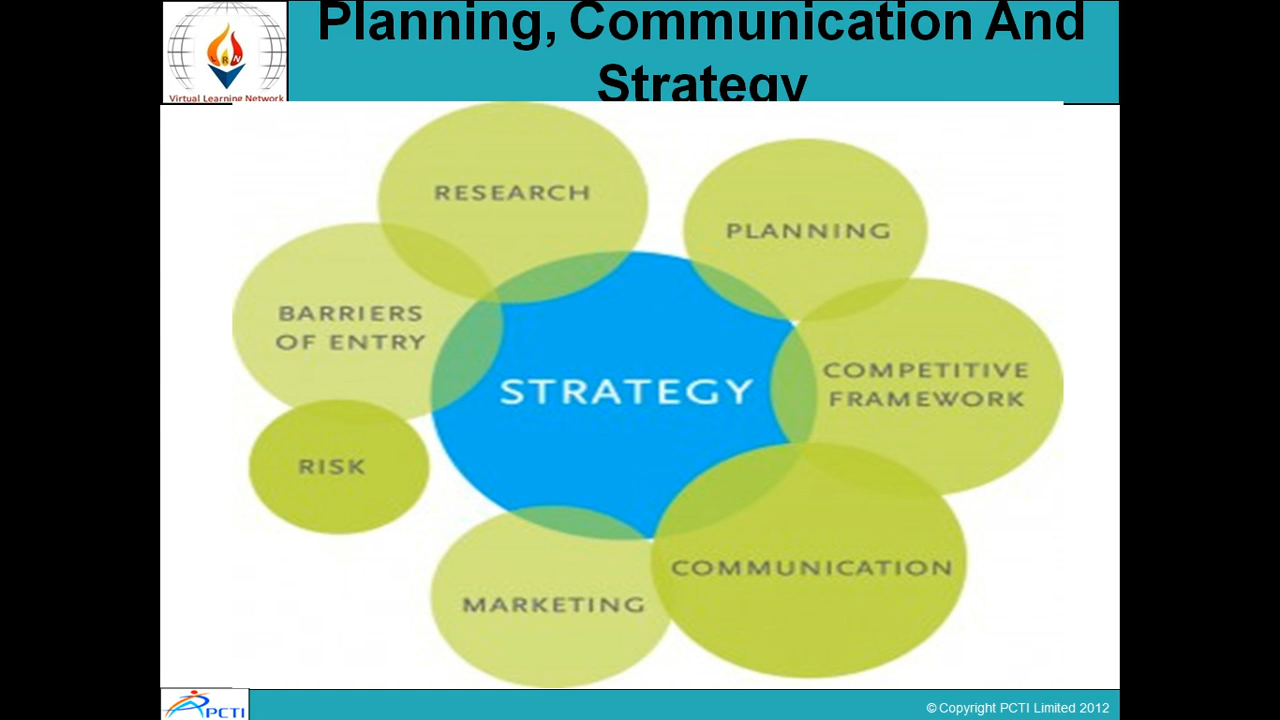 Planning, Communication And
Strategy
LRN
Virtual Learning Network
RESEARCH
PLANNING
BARRIERS
OF ENTRY
COMPETITIVE
FRAMEWORK
STRATEGY
RISK
COMMUNICATION
MARKETING
PCTI
© Copyright PCTI Limited 2012